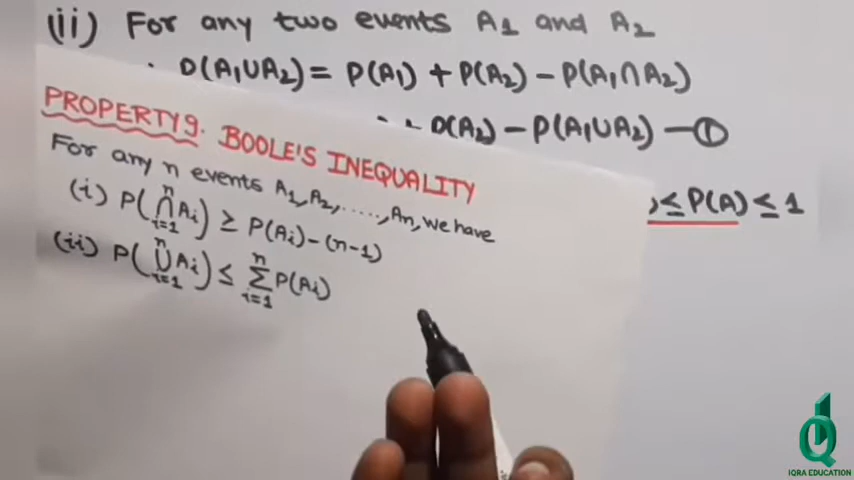 (ii) For any two events A₁ and A₂
P(A₁∪A₂) = P(A₁) + P(A₂) - P(A₁∩A₂)
P(A₂) - P(A₁∪A₂) —①
≤ P(A) ≤ 1
PROPERTY 9. BOOLE'S INEQUALITY
For any n events A₁, A₂, ....., Aₙ, we have
(i) P(⋂ᵢ₌₁ⁿ Aᵢ) ≥ P(Aᵢ) - (n-1)
(ii) P(⋃ᵢ₌₁ⁿ Aᵢ) ≤ ∑ᵢ₌₁ⁿ P(Aᵢ)
IQRA EDUCATION